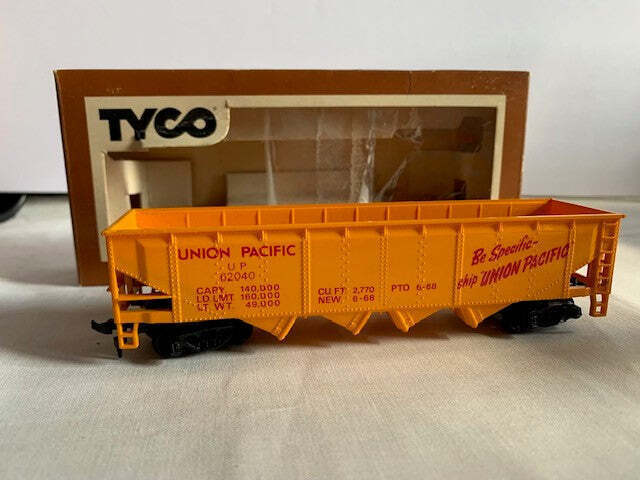 TYCO
UNION PACIFIC
U P
62040
CAPY 140,000
LD LMT 160,000
LT WT. 49,000
CU FT 2,770
NEW 6-68
PTD 6-68
Be Specific-
ship "UNION PACIFIC